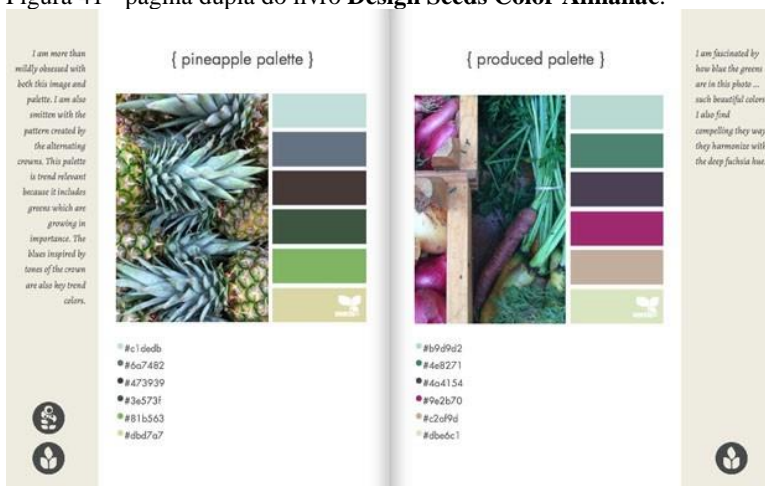 Figura 41 - página dupla do livro Design Seeds Color Almanac.
I am more than
mildly obsessed with
both this image and
palette. I am also
smitten with the
pattern created by
the alternating
crowns. This palette
is trend relevant
because it includes
greens which are
growing in
importance. The
blues inspired by
tones of the crown
are also key trend
colors.
{ pineapple palette }
#c1dedb
#6a7482
#473939
#3e573f
#81b563
#dbd7a7
{ produced palette }
#b9d9d2
#4e8271
#4a4154
#9e2b70
#c2af9d
#dbe6c1
I am fascinated by
how blue the greens
are in this photo ...
such beautiful colors
I also find
compelling they way
they harmonize with
the deep fuchsia hue.